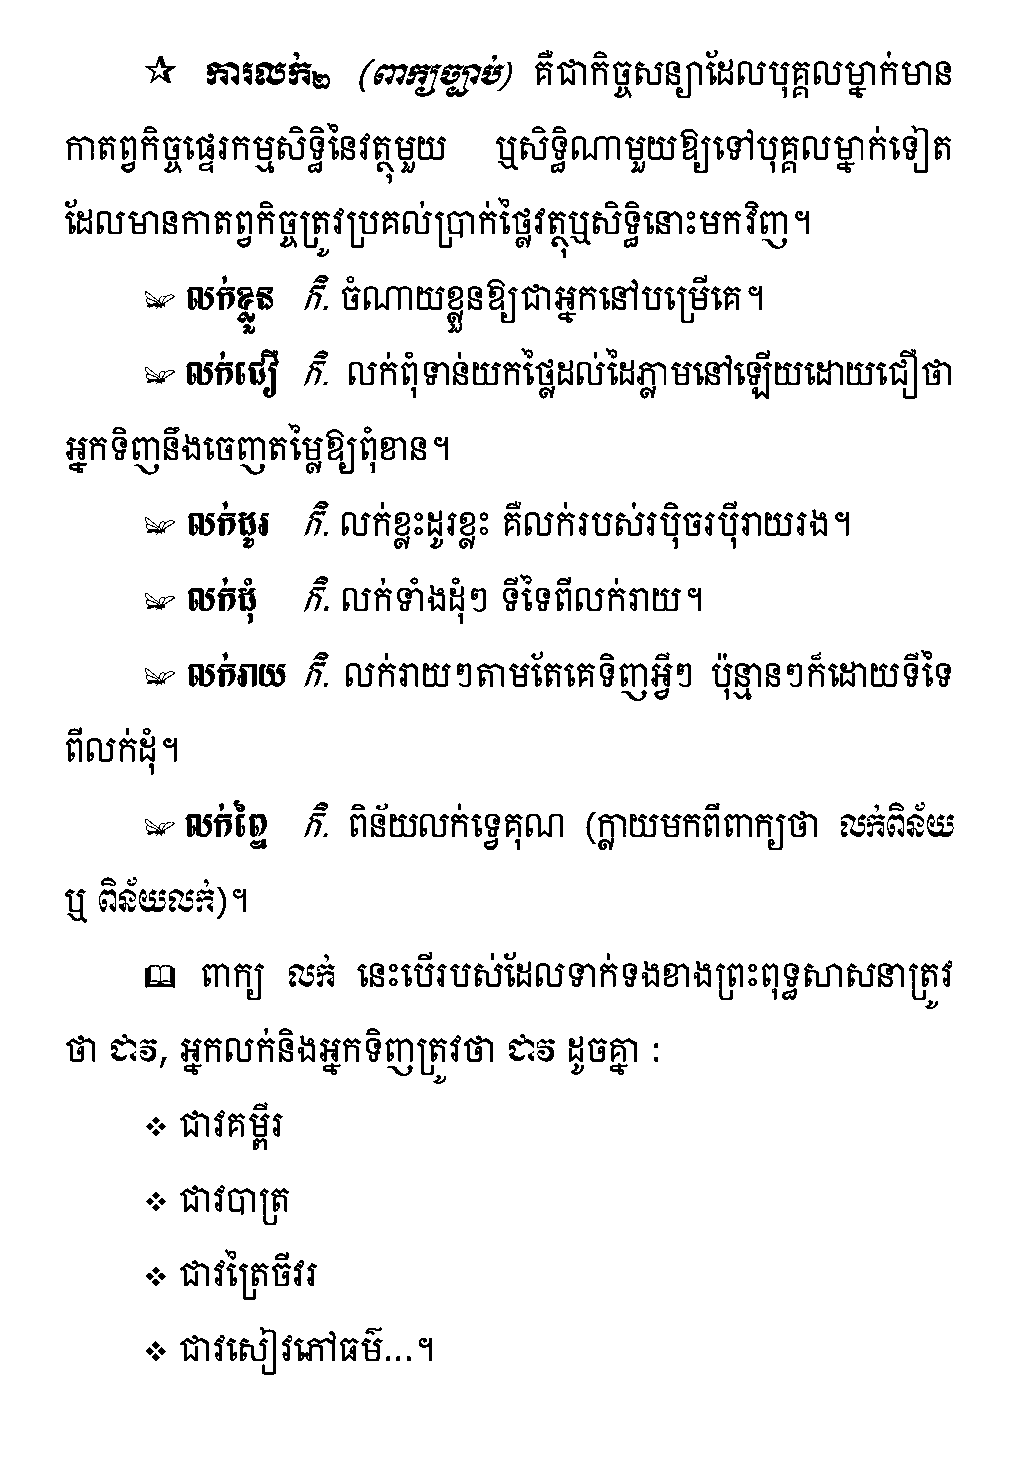 ☆ ការលក់២ (ពាក្យច្បាប់) គឺជាកិច្ចសន្យាដែលបុគ្គលម្នាក់មាន
កាតព្វកិច្ចផ្ទេរកម្មសិទ្ធិនៃវត្ថុមួយ ឬសិទ្ធិណាមួយឱ្យទៅបុគ្គលម្នាក់ទៀត
ដែលមានកាតព្វកិច្ចត្រូវប្រគល់ប្រាក់ថ្លៃវត្ថុឬសិទ្ធិនោះមកវិញ។
លក់ខ្លួន កិ. ចំណាយខ្លួនឱ្យជាអ្នកនៅបម្រើគេ។
លក់ជឿ កិ. លក់ពុំទាន់យកថ្លៃដល់ដៃភ្លាមនៅឡើយដោយជឿថា
អ្នកទិញនឹងចេញតម្លៃឱ្យពុំខាន។
លក់ដូរ កិ. លក់ខ្លះដូរខ្លះ គឺលក់របស់របិុចរបុីរាយរង។
លក់ដុំ កិ. លក់ទាំងដុំៗ ទីទៃពីលក់រាយ។
លក់រាយ កិ. លក់រាយៗតាមតែគេទិញអ្វីៗ ប៉ុន្មានៗក៏ដោយទីទៃ
ពីលក់ដុំ។
លក់ពៃ្ន កិ. ពិន័យលក់ទ្វេគុណ (ក្លាយមកពីពាក្យថា លក់ពិន័យ
ឬ ពិន័យលក់)។
🕮 ពាក្យ លក់ នេះបើរបស់ដែលទាក់ទងខាងព្រះពុទ្ធសាសនាត្រូវ
ថា ជាវ, អ្នកលក់និងអ្នកទិញត្រូវថា ជាវ ដូចគ្នា :
❖ ជាវគម្ពីរ
❖ ជាវបាត្រ
❖ ជាវត្រៃចីវរ
❖ ជាវសៀវភៅធម៌...។